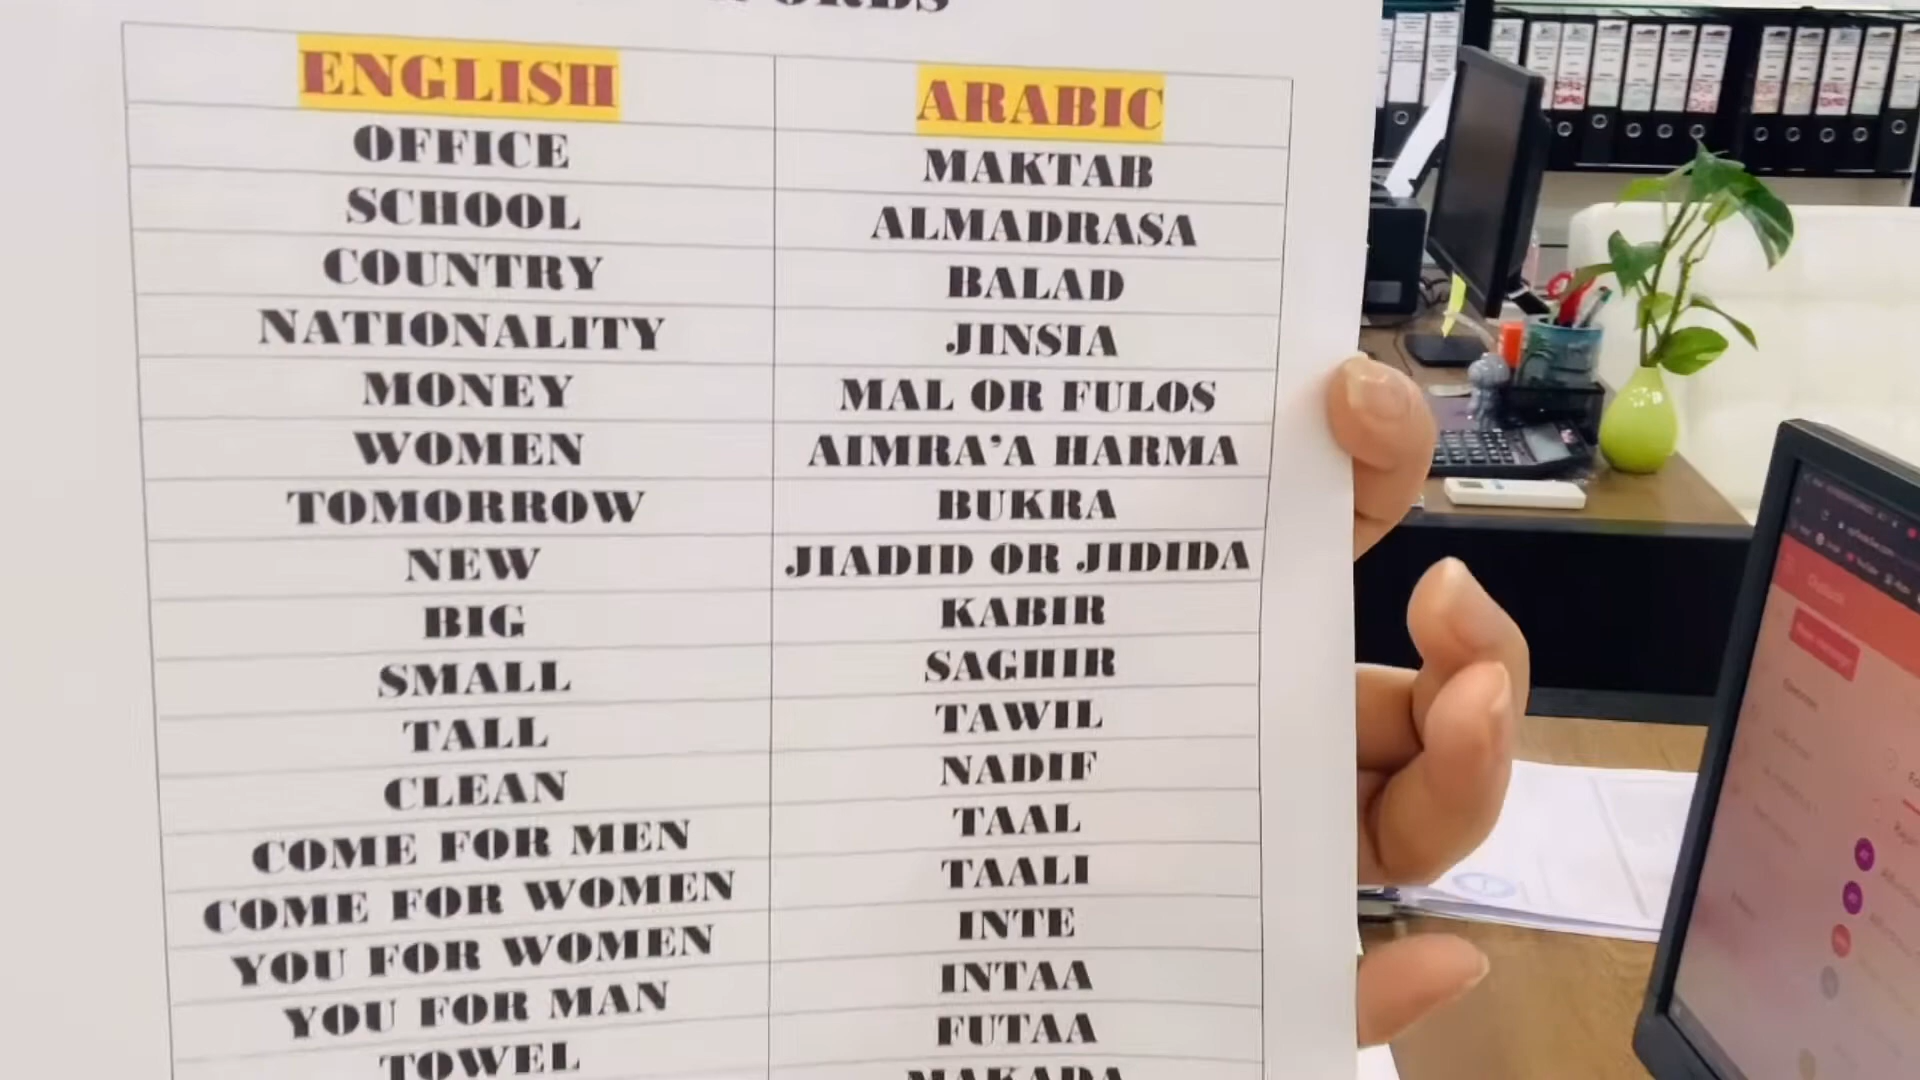 ENGLISH ARABIC
OFFICE MAKTAB
SCHOOL ALMADRASA
COUNTRY BALAD
NATIONALITY JINSIA
MONEY MAL OR FULOS
WOMEN AIMRA'A HARMA
TOMORROW BUKRA
NEW JIADID OR JIDIDA
BIG KABIR
SMALL SAGHIR
TALL TAWIL
CLEAN NADIF
COME FOR MEN TAAL
COME FOR WOMEN TAALI
YOU FOR WOMEN INTE
YOU FOR MAN INTAA
TOWEL FUTAA
MAKADA